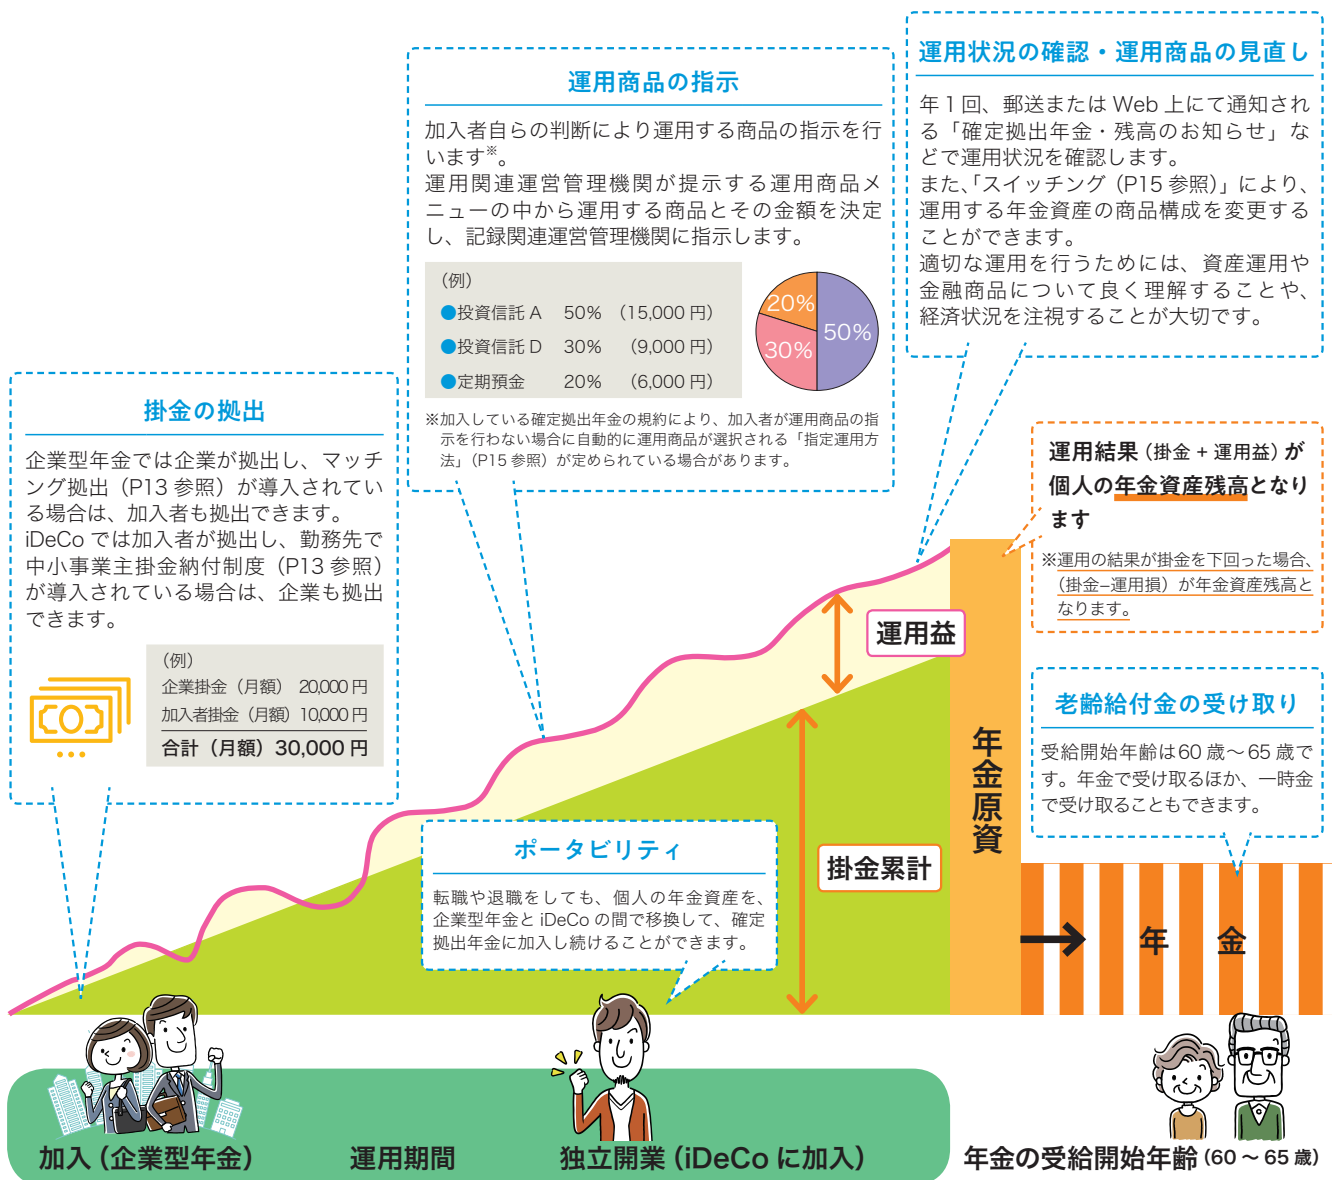 運用状況の確認・運用商品の見直し
年1回、郵送または Web 上にて通知され
る「確定拠出年金・残高のお知らせ」な
どで運用状況を確認します。
また、「スイッチング（P15 参照）」により、
運用する年金資産の商品構成を変更する
ことができます。
適切な運用を行うためには、資産運用や
金融商品について良く理解することや、
経済状況を注視することが大切です。
運用商品の指示
加入者自らの判断により運用する商品の指示を行
います※。
運用関連運営管理機関が提示する運用商品メ
ニューの中から運用する商品とその金額を決定
し、記録関連運営管理機関に指示します。
（例）
●投資信託 A 50% （15,000 円）
●投資信託 D 30% （9,000 円）
●定期預金 20% （6,000 円）
20%
50%
30%
※加入している確定拠出年金の規約により、加入者が運用商品の指
示を行わない場合に自動的に運用商品が選択される「指定運用方
法」（P15 参照）が定められている場合があります。
掛金の拠出
企業型年金では企業が拠出し、マッチ
ング拠出（P13 参照）が導入されてい
る場合は、加入者も拠出できます。
iDeCo では加入者が拠出し、勤務先で
中小事業主掛金納付制度（P13 参照）
が導入されている場合は、企業も拠出
できます。
（例）
企業掛金（月額） 20,000 円
加入者掛金（月額） 10,000 円
合計（月額） 30,000 円
運用結果（掛金 + 運用益）が
個人の年金資産残高となり
ます
※運用の結果が掛金を下回った場合、
（掛金−運用損）が年金資産残高と
なります。
運用益
老齢給付金の受け取り
受給開始年齢は60 歳〜65 歳で
す。年金で受け取るほか、一時金
で受け取ることもできます。
年金原資
掛金累計
ポータビリティ
転職や退職をしても、個人の年金資産を、
企業型年金と iDeCo の間で移換して、確定
拠出年金に加入し続けることができます。
年 金
加入（企業型年金）
運用期間
独立開業（iDeCo に加入）
年金の受給開始年齢（60 〜 65 歳）